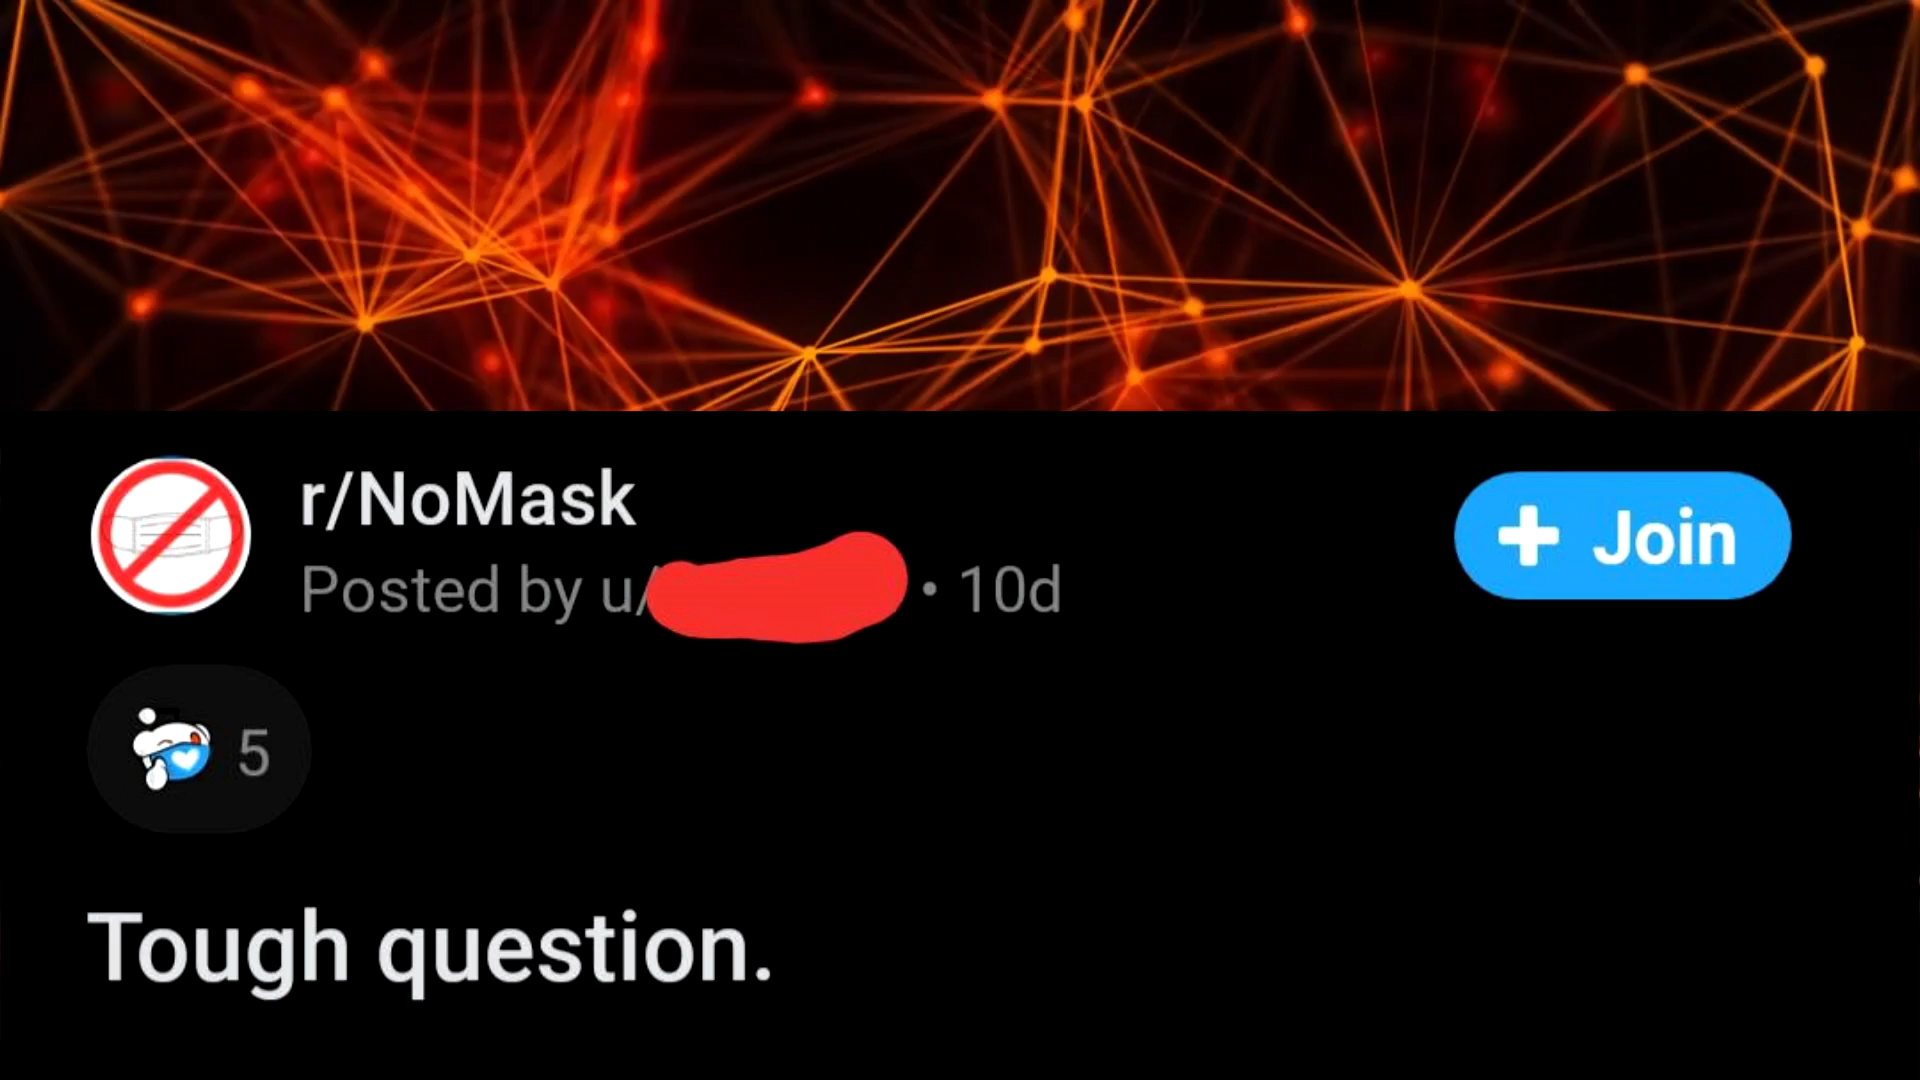 r/NoMask
Posted by u/ • 10d
Join
5
Tough question.